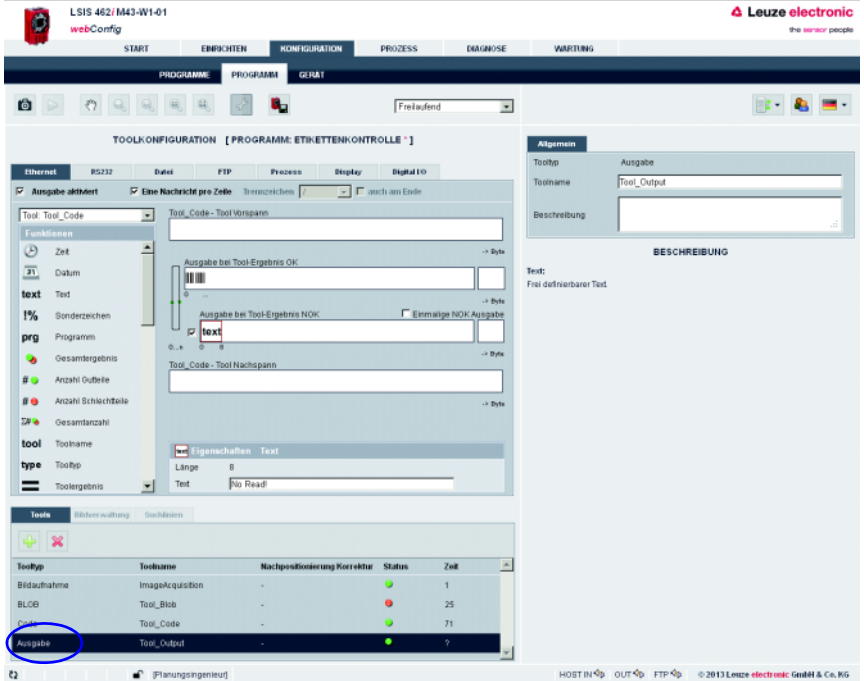 LSIS 462i M43-W1-01
webConfig
Leuze electronic
the sensor people
START EINRICHTEN KONFIGURATION PROZESS DIAGNOSE WARTUNG
PROGRAMME PROGRAMM GERÄT
Freilaufend
TOOLKONFIGURATION [ PROGRAMM: ETIKETTENKONTROLLE * ]
Ethernet RS232 Datei FTP Prozess Display Digital I/O
Ausgabe aktiviert Eine Nachricht pro Zeile Trennzeichen / auch am Ende
Tool: Tool_Code
Funktionen
Zeit
31 Datum
text Text
!% Sonderzeichen
prg Programm
Gesamtergebnis
# Anzahl Gutteile
# Anzahl Schlechtteile
Gesamtanzahl
tool Toolname
type Tooltyp
Toolergebnis
Tool_Code - Tool Vorspann
-> Byte
Ausgabe bei Tool-Ergebnis OK
0 ...
-> Byte
Ausgabe bei Tool-Ergebnis NOK Einmalige NOK Ausgabe
text
0...n 0 8
-> Byte
Tool_Code - Tool Nachspann
-> Byte
text Eigenschaften Text
Länge 8
Text No Read!
Allgemein
Tooltyp Ausgabe
Toolname Tool_Output
Beschreibung
BESCHREIBUNG
Text:
Frei definierbarer Text.
Tools Bildverwaltung Suchlinien
Tooltyp Toolname Nachpositionierung Korrektur Status Zeit
Bildaufnahme ImageAcquisition - 1
BLOB Tool_Blob - 25
Code Tool_Code - 71
Ausgabe Tool_Output - ?
[Planungsingenieur] HOST IN OUT FTP © 2013 Leuze electronic GmbH & Co. KG